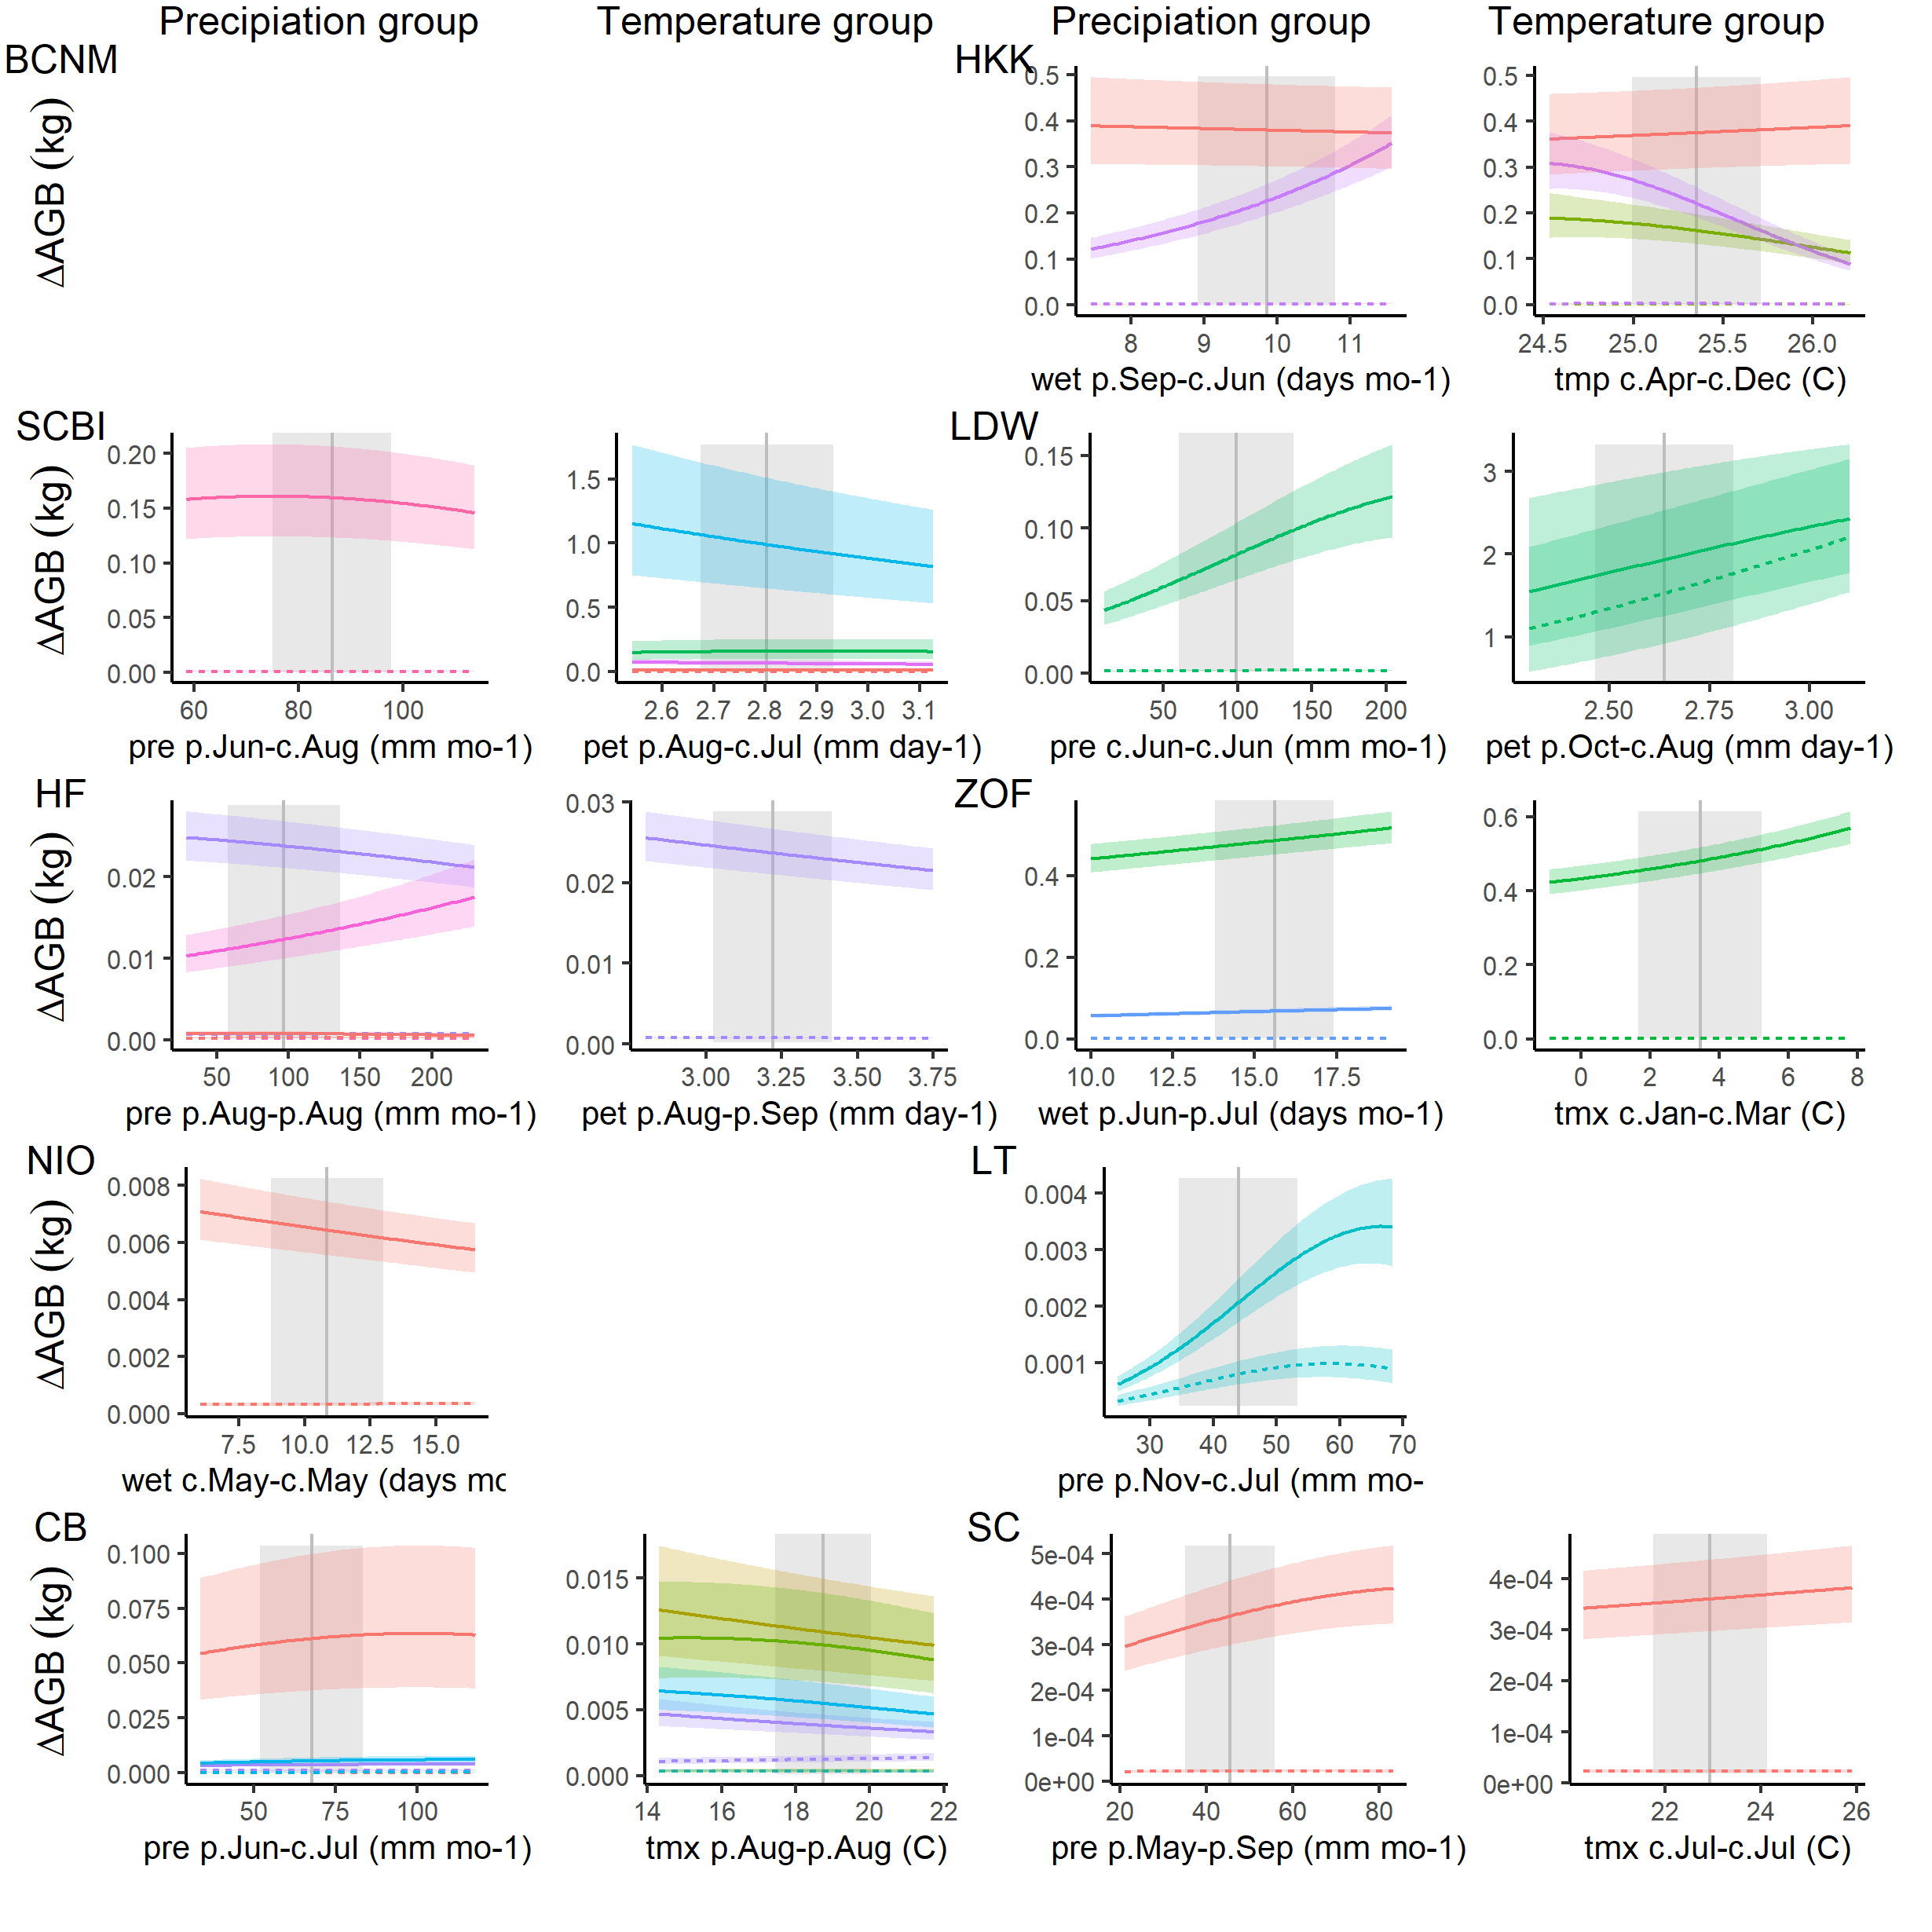 Precipiation group
Temperature group
Precipiation group
Temperature group
BCNM
ΔAGB (kg)
HKK
0.5
0.4
0.3
0.2
0.1
0.0
8 9 10 11
wet p.Sep-c.Jun (days mo-1)
0.5
0.4
0.3
0.2
0.1
0.0
24.5 25.0 25.5 26.0
tmp c.Apr-c.Dec (C)
SCBI
ΔAGB (kg)
0.20
0.15
0.10
0.05
0.00
60 80 100
pre p.Jun-c.Aug (mm mo-1)
1.5
1.0
0.5
0.0
2.6 2.7 2.8 2.9 3.0 3.1
pet p.Aug-c.Jul (mm day-1)
LDW
0.15
0.10
0.05
0.00
50 100 150 200
pre c.Jun-c.Jun (mm mo-1)
3
2
1
2.50 2.75 3.00
pet p.Oct-c.Aug (mm day-1)
HF
ΔAGB (kg)
0.02
0.01
0.00
50 100 150 200
pre p.Aug-p.Aug (mm mo-1)
0.03
0.02
0.01
0.00
3.00 3.25 3.50 3.75
pet p.Aug-p.Sep (mm day-1)
ZOF
0.4
0.2
0.0
10.0 12.5 15.0 17.5
wet p.Jun-p.Jul (days mo-1)
0.6
0.4
0.2
0.0
0 2 4 6 8
tmx c.Jan-c.Mar (C)
NIO
ΔAGB (kg)
0.008
0.006
0.004
0.002
0.000
7.5 10.0 12.5 15.0
wet c.May-c.May (days mo
LT
0.004
0.003
0.002
0.001
30 40 50 60 70
pre p.Nov-c.Jul (mm mo-
CB
ΔAGB (kg)
0.100
0.075
0.050
0.025
0.000
50 75 100
pre p.Jun-c.Jul (mm mo-1)
0.015
0.010
0.005
0.000
14 16 18 20 22
tmx p.Aug-p.Aug (C)
SC
5e-04
4e-04
3e-04
2e-04
1e-04
0e+00
20 40 60 80
pre p.May-p.Sep (mm mo-1)
4e-04
3e-04
2e-04
1e-04
0e+00
22 24 26
tmx c.Jul-c.Jul (C)